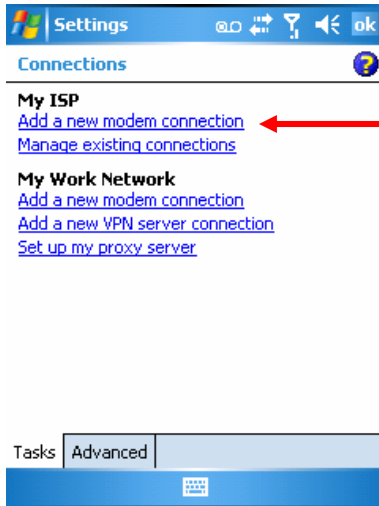 Settings
ok
Connections
?
My ISP
Add a new modem connection
Manage existing connections
My Work Network
Add a new modem connection
Add a new VPN server connection
Set up my proxy server
Tasks Advanced